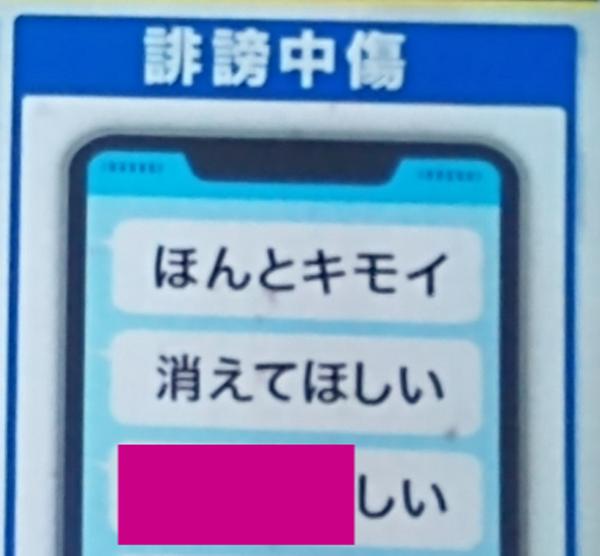 誹謗中傷
ほんとキモイ
消えてほしい
しい